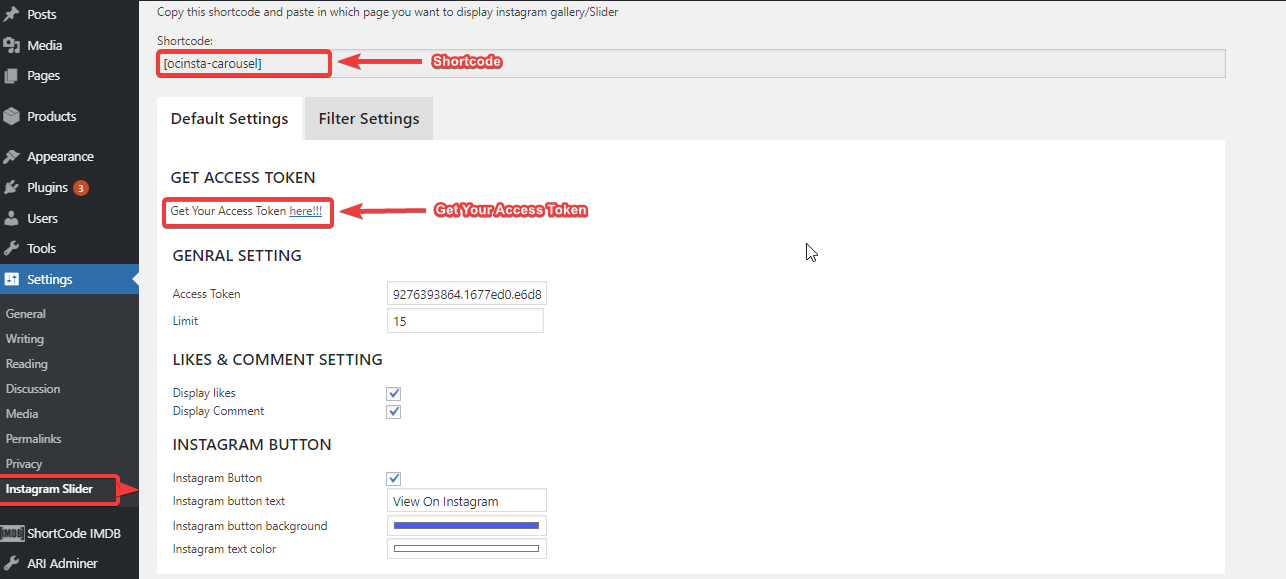 Posts
Media
Pages
Products
Appearance
Plugins 3
Users
Tools
Settings
General
Writing
Reading
Discussion
Media
Permalinks
Privacy
Instagram Slider
IMDB ShortCode IMDB
ARI Adminer
Copy this shortcode and paste in which page you want to display instagram gallery/Slider
Shortcode:
[ocinsta-carousel] Shortcode
Default Settings Filter Settings
GET ACCESS TOKEN
Get Your Access Token here!!! Get Your Access Token
GENRAL SETTING
Access Token 9276393864.1677ed0.e6d8
Limit 15
LIKES & COMMENT SETTING
Display likes
Display Comment
INSTAGRAM BUTTON
Instagram Button
Instagram button text View On Instagram
Instagram button background
Instagram text color